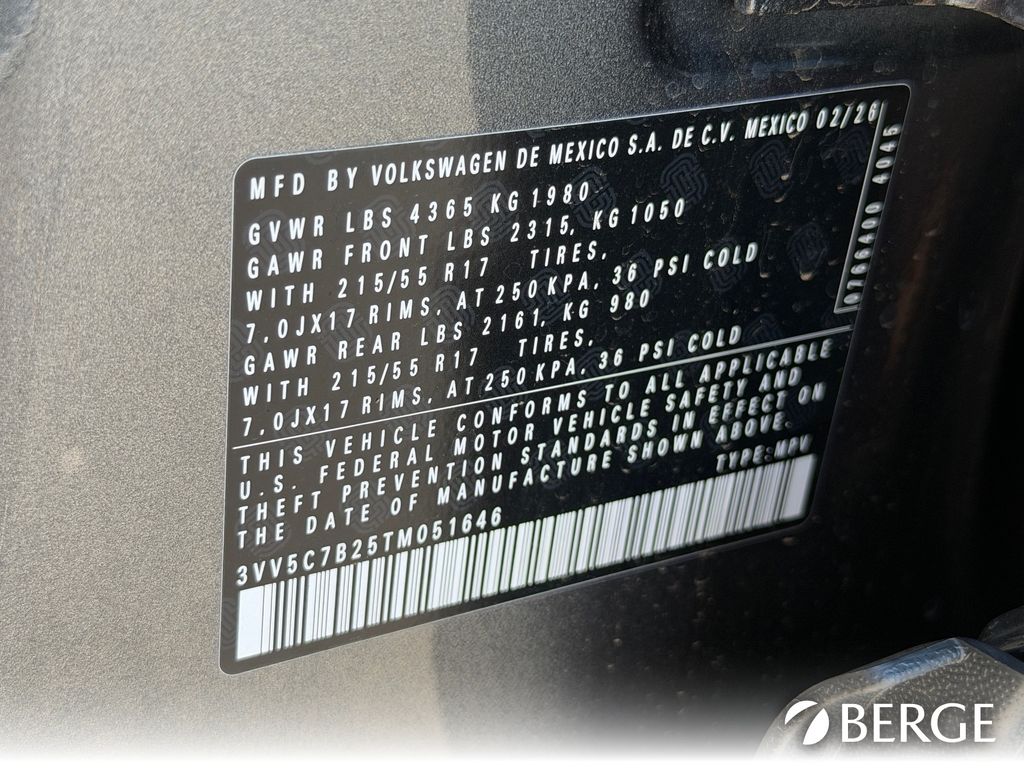 MFD BY VOLKSWAGEN DE MEXICO S.A. DE C.V. MEXICO 02/26
GVWR LBS 4365 KG 1980
GAWR FRONT LBS 2315, KG 1050
WITH 215/55 R17 TIRES,
7.0JX17 RIMS, AT 250KPA, 36 PSI COLD
GAWR REAR LBS 2161, KG 980
WITH 215/55 R17 TIRES,
7.0JX17 RIMS, AT 250KPA, 36 PSI COLD
THIS VEHICLE CONFORMS TO ALL APPLICABLE
U.S. FEDERAL MOTOR VEHICLE SAFETY AND
THEFT PREVENTION STANDARDS IN EFFECT ON
THE DATE OF MANUFACTURE SHOWN ABOVE.
TYPE:MPV
3VV5C7B25TM051646
BERGE